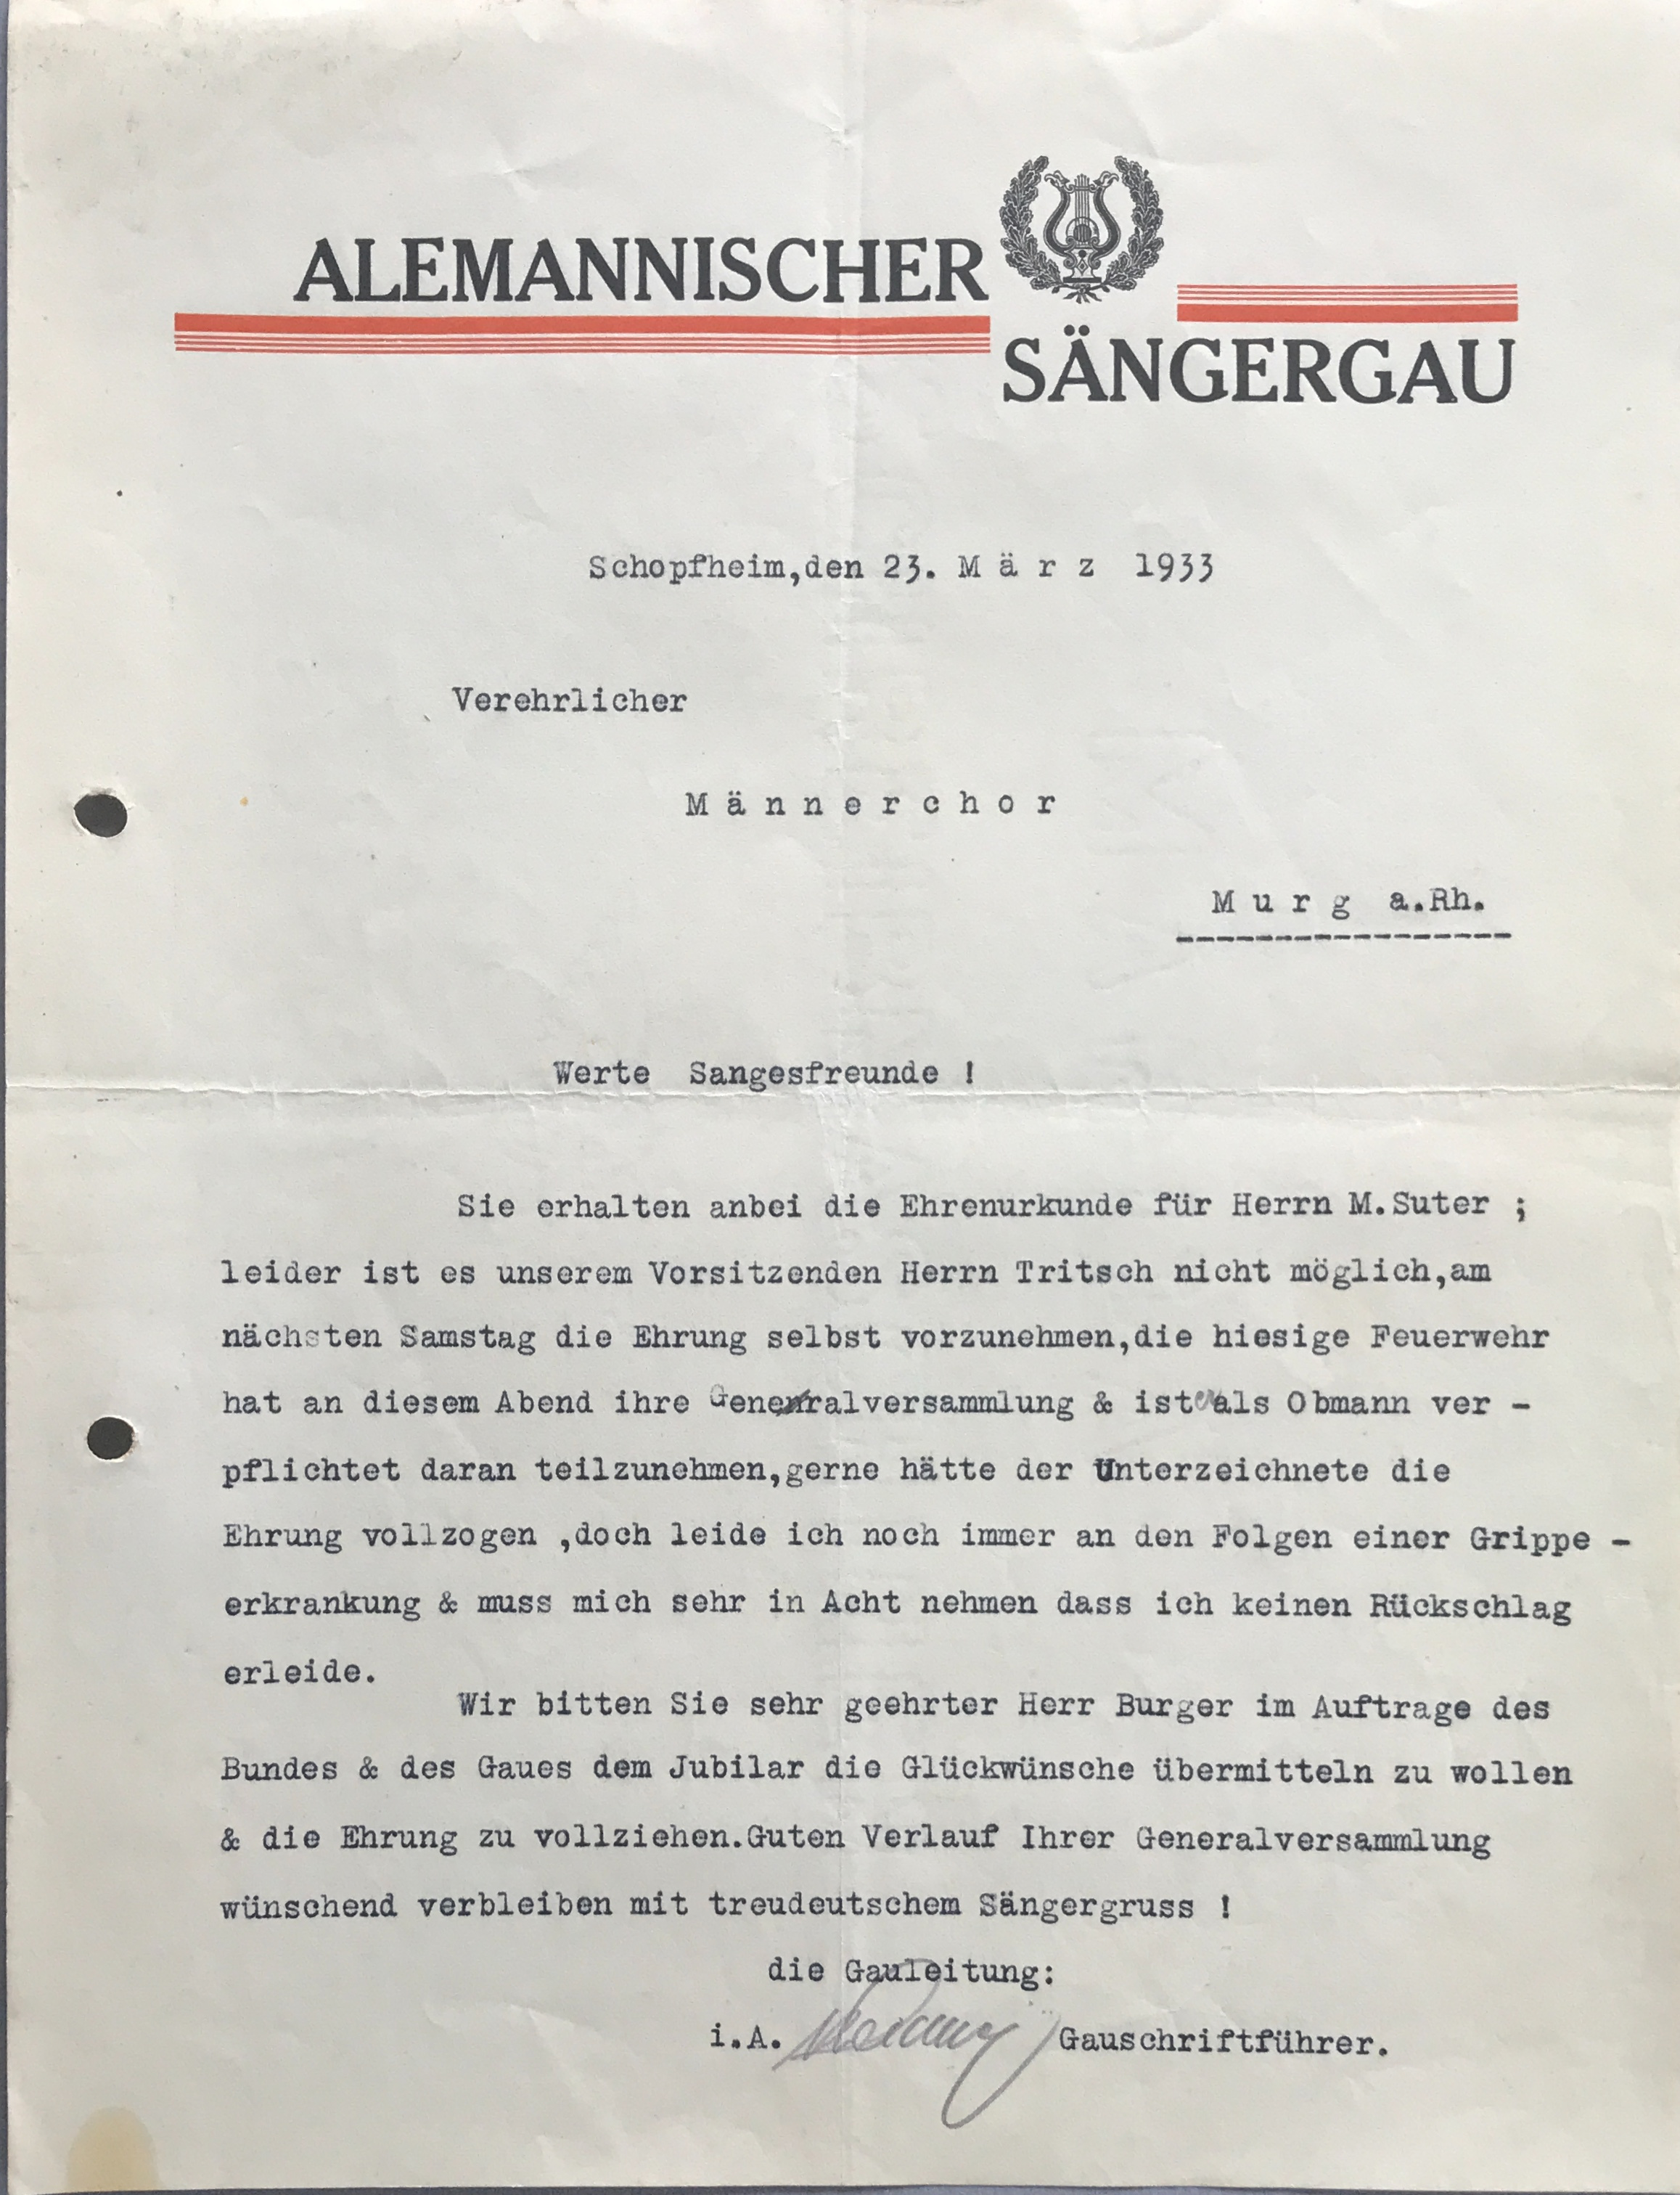 ALEMANNISCHER
SÄNGERGAU
Schopfheim,den 23. M ä r z 1933
Verehrlicher
M ä n n e r c h o r
M u r g a.Rh.
Werte Sangesfreunde !
Sie erhalten anbei die Ehrenurkunde für Herrn M.Suter ;
leider ist es unserem Vorsitzenden Herrn Tritsch nicht möglich,am
nächsten Samstag die Ehrung selbst vorzunehmen,die hiesige Feuerwehr
hat an diesem Abend ihre Generalversammlung & ist er als Obmann ver -
pflichtet daran teilzunehmen,gerne hätte der Unterzeichnete die
Ehrung vollzogen ,doch leide ich noch immer an den Folgen einer Grippe -
erkrankung & muss mich sehr in Acht nehmen dass ich keinen Rückschlag
erleide.
Wir bitten Sie sehr geehrter Herr Burger im Auftrage des
Bundes & des Gaues dem Jubilar die Glückwünsche übermitteln zu wollen
& die Ehrung zu vollziehen.Guten Verlauf Ihrer Generalversammlung
wünschend verbleiben mit treudeutschem Sängergruss !
die Gauleitung:
i.A. Gauschriftführer.